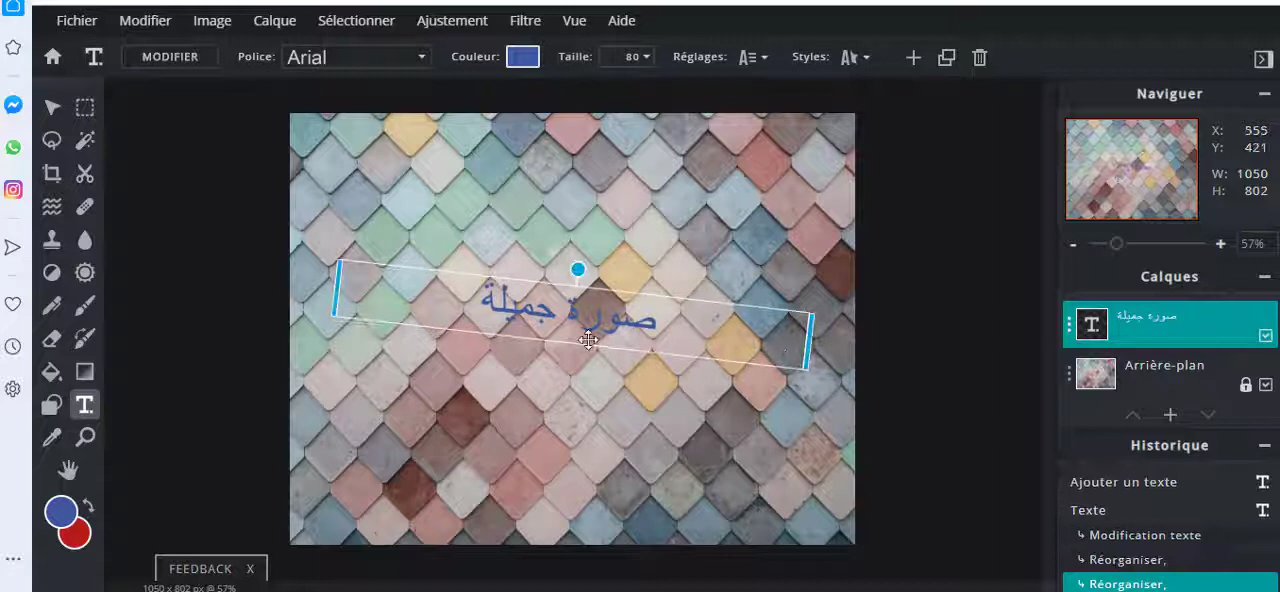 Fichier Modifier Image Calque Sélectionner Ajustement Filtre Vue Aide
MODIFIER Police: Arial Couleur: Taille: 80 Réglages: Styles:
Naviguer
X: 555
Y: 421
W: 1050
H: 802
57%
Calques
صورة جميلة
Arrière-plan
Historique
Ajouter un texte
Texte
Modification texte
Réorganiser,
Réorganiser,
صورة جميلة
FEEDBACK X
1050 x 802 px @ 57%